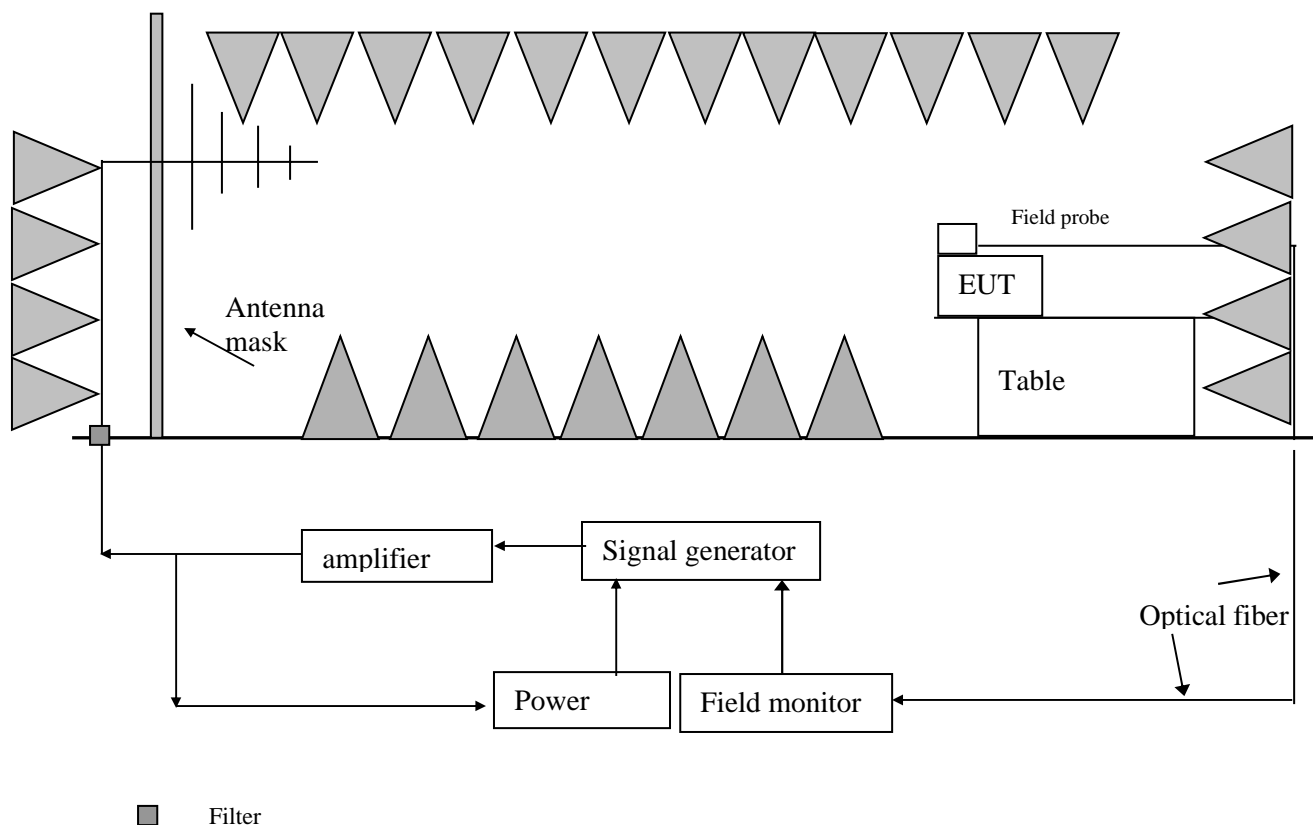 Field probe
EUT
Antenna
mask
Table
Signal generator
amplifier
Optical fiber
Power
Field monitor
Filter